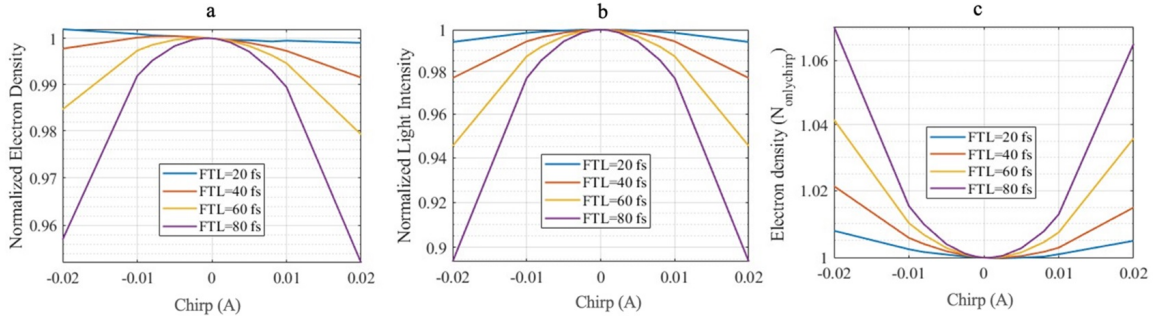 a
Normalized Electron Density
1
0.99
0.98
0.97
0.96
FTL=20 fs
FTL=40 fs
FTL=60 fs
FTL=80 fs
-0.02 -0.01 0 0.01 0.02
Chirp (A)
b
Normalized Light Intensity
1
0.98
0.96
0.94
0.92
0.9
FTL=20 fs
FTL=40 fs
FTL=60 fs
FTL=80 fs
-0.02 -0.01 0 0.01 0.02
Chirp (A)
c
Electron density (N_onlychirp)
1.06
1.04
1.02
1
FTL=20 fs
FTL=40 fs
FTL=60 fs
FTL=80 fs
-0.02 -0.01 0 0.01 0.02
Chirp (A)